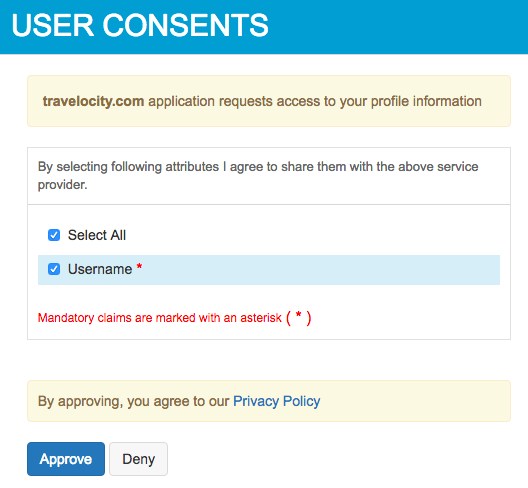 USER CONSENTS
travelocity.com application requests access to your profile information
By selecting following attributes I agree to share them with the above service
provider.
Select All
Username *
Mandatory claims are marked with an asterisk ( * )
By approving, you agree to our Privacy Policy
Approve Deny